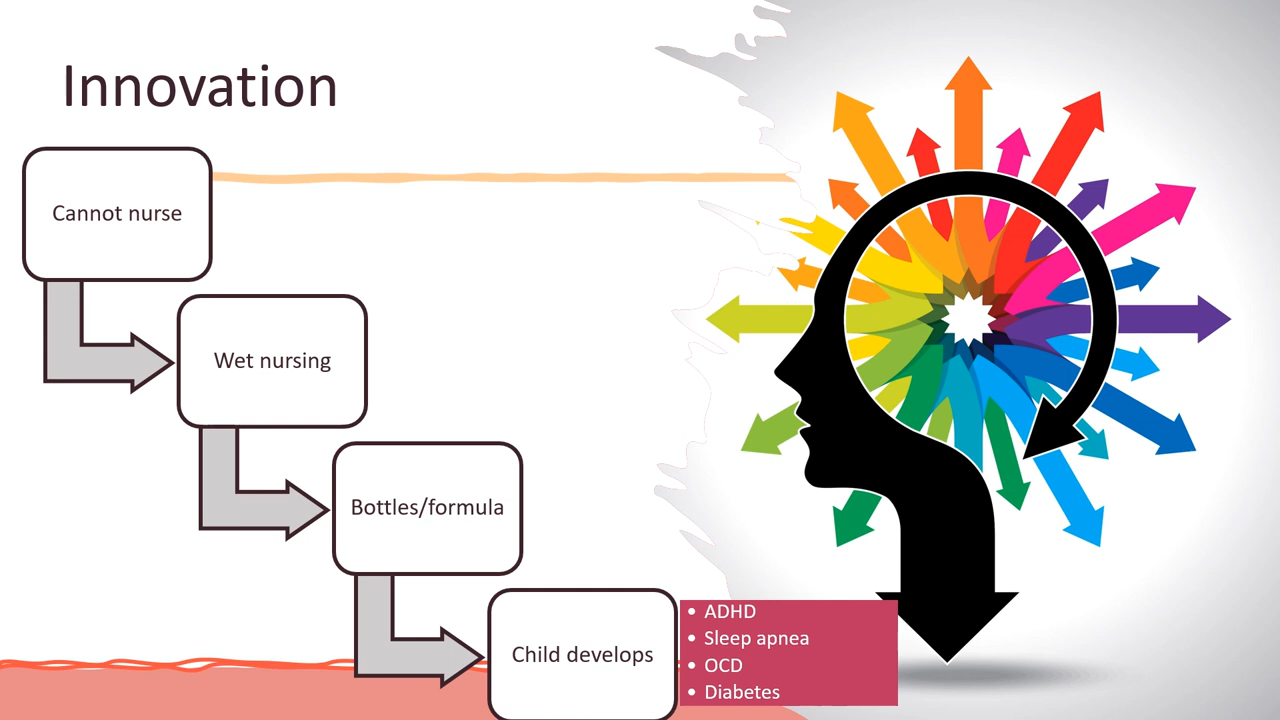 Innovation
Cannot nurse
Wet nursing
Bottles/formula
Child develops
• ADHD
• Sleep apnea
• OCD
• Diabetes